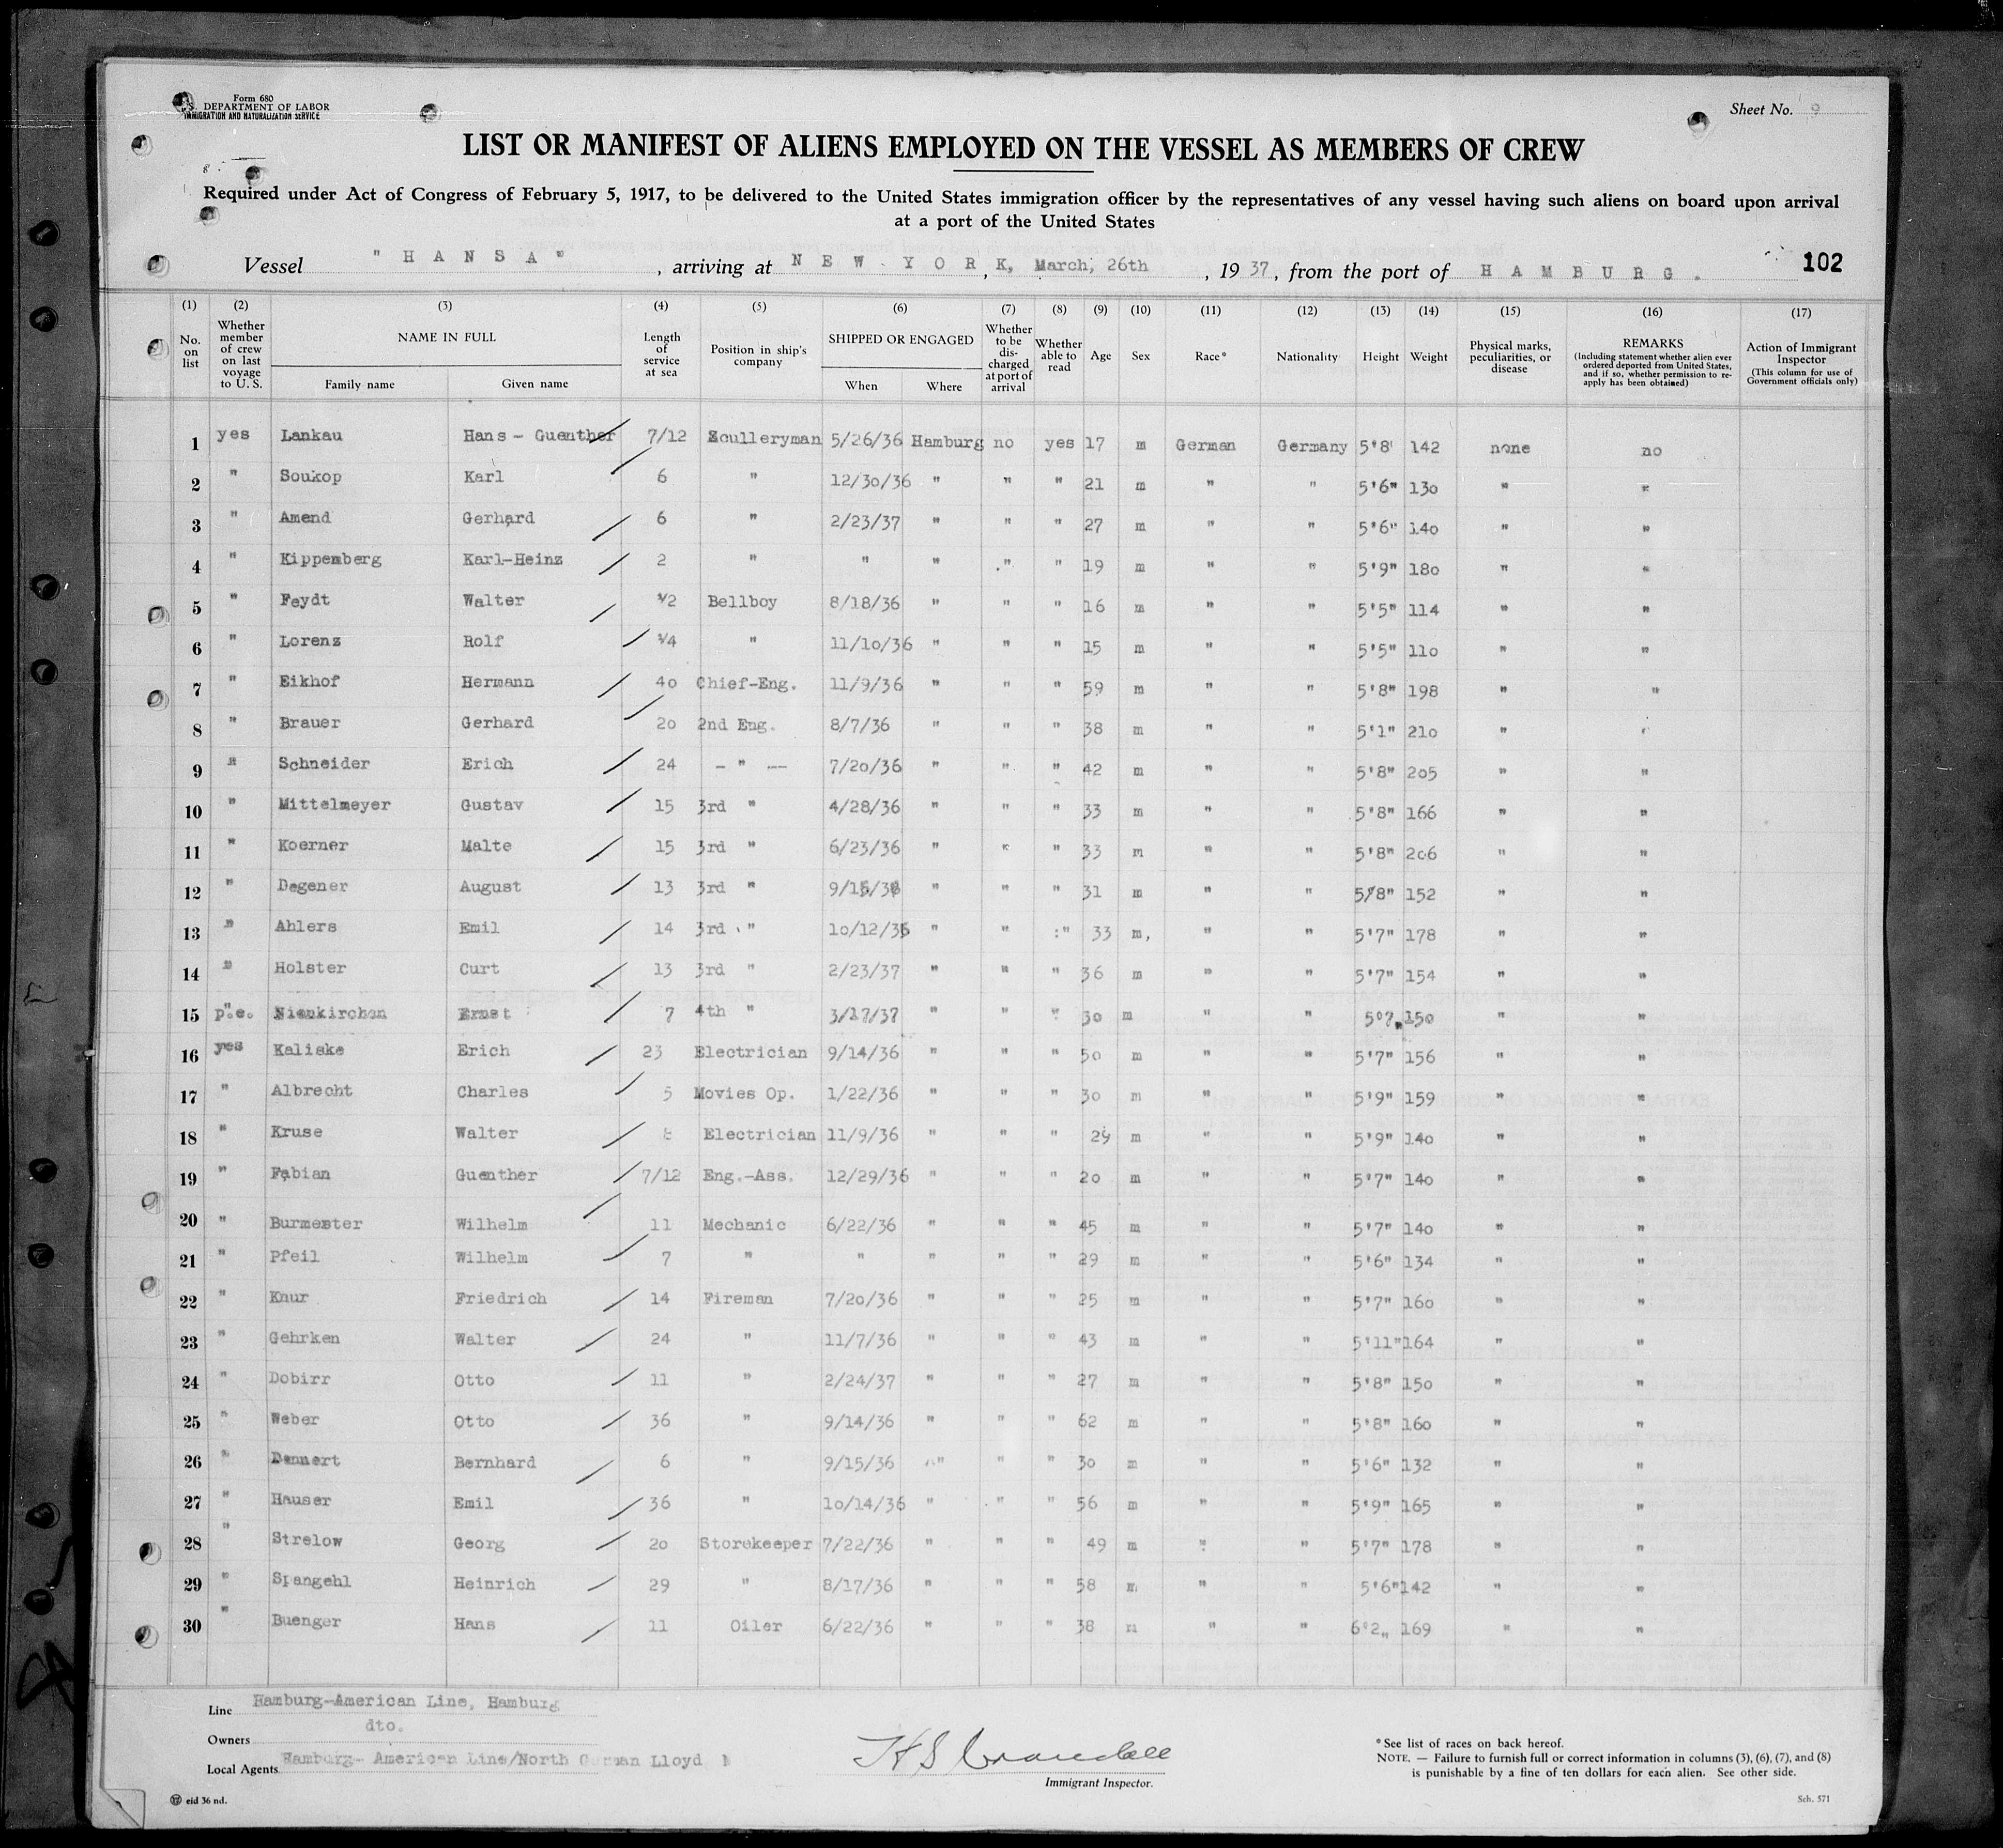 Form 680
U.S. DEPARTMENT OF LABOR
IMMIGRATION AND NATURALIZATION SERVICE
Sheet No. 9
LIST OR MANIFEST OF ALIENS EMPLOYED ON THE VESSEL AS MEMBERS OF CREW
Required under Act of Congress of February 5, 1917, to be delivered to the United States immigration officer by the representatives of any vessel having such aliens on board upon arrival
at a port of the United States
Vessel "HANSA", arriving at NEW YORK, March, 26th, 1937, from the port of HAMBURG. 102
(1) No. on list
(2) Whether member of crew on last voyage to U. S.
(3) NAME IN FULL Family name Given name
(4) Length of service at sea
(5) Position in ship's company
(6) SHIPPED OR ENGAGED When Where
(7) Whether to be discharged at port of arrival
(8) Whether able to read
(9) Age
(10) Sex
(11) Race*
(12) Nationality
(13) Height
(14) Weight
(15) Physical marks, peculiarities, or disease
(16) REMARKS (Including statement whether alien ever ordered deported from United States, and if so, whether permission to re-apply has been obtained)
(17) Action of Immigrant Inspector (This column for use of Government officials only)
1 yes Lankau Hans - Guenther 7/12 Sculleryman 5/26/36 Hamburg no yes 17 m German Germany 5'8' 142 none no
2 " Soukop Karl 6 " 12/30/36 " " " 21 m " " 5'6" 130 " "
3 " Amend Gerhard 6 " 2/23/37 " " " 27 m " " 5'6" 140 " "
4 " Kippenberg Karl-Heinz 2 " " " " " 19 m " " 5'9" 180 " "
5 " Feydt Walter 1/2 Bellboy 8/18/36 " " " 16 m " " 5'5" 114 " "
6 " Lorenz Rolf 1/4 " 11/10/36 " " " 15 m " " 5'5" 110 " "
7 " Eikhof Hermann 40 Chief-Eng. 11/9/36 " " " 59 m " " 5'8" 198 " "
8 " Brauer Gerhard 20 2nd Eng. 8/7/36 " " " 38 m " " 5'1" 210 " "
9 " Schneider Erich 24 - " - 7/20/36 " " " 42 m " " 5'8" 205 " "
10 " Mittelmeyer Gustav 15 3rd " 4/28/36 " " " 33 m " " 5'8" 166 " "
11 " Koerner Malte 15 3rd " 6/23/36 " " " 33 m " " 5'8" 206 " "
12 " Degener August 13 3rd " 9/15/36 " " " 31 m " " 5'8" 152 " "
13 " Ahlers Emil 14 3rd " 10/12/36 " " " 33 m, " " 5'7" 178 " "
14 " Holster Curt 13 3rd " 2/23/37 " " " 36 m " " 5'7" 154 " "
15 p.e. Nienkirchen Ernst 7 4th " 3/17/37 " " " 30 m " " 5'7" 150 " "
16 yes Kaliske Erich 23 Electrician 9/14/36 " " " 50 m " " 5'7" 156 " "
17 " Albrecht Charles 5 Movies Op. 1/22/36 " " " 30 m " " 5'9" 159 " "
18 " Kruse Walter 8 Electrician 11/9/36 " " " 29 m " " 5'9" 140 " "
19 " Fabian Guenther 7/12 Eng.-Ass. 12/29/36 " " " 20 m " " 5'7" 140 " "
20 " Burmester Wilhelm 11 Mechanic 6/22/36 " " " 45 m " " 5'7" 140 " "
21 " Pfeil Wilhelm 7 " " " " " 29 m " " 5'6" 134 " "
22 " Knur Friedrich 14 Fireman 7/20/36 " " " 25 m " " 5'7" 160 " "
23 " Gehrken Walter 24 " 11/7/36 " " " 43 m " " 5'11" 164 " "
24 " Dobirr Otto 11 " 2/24/37 " " " 27 m " " 5'8" 150 " "
25 " Weber Otto 36 " 9/14/36 " " " 62 m " " 5'8" 160 " "
26 " Dennert Bernhard 6 " 9/15/36 " " " 30 m " " 5'6" 132 " "
27 " Hauser Emil 36 " 10/14/36 " " " 56 m " " 5'9" 165 " "
28 " Strelow Georg 20 Storekeeper 7/22/36 " " " 49 m " " 5'7" 178 " "
29 " Spangehl Heinrich 29 " 8/17/36 " " " 58 m " " 5'6" 142 " "
30 " Buenger Hans 11 Oiler 6/22/36 " " " 38 m " " 6'2" 169 " "
Line Hamburg-American Line, Hamburg
Owners dto.
Local Agents Hamburg- American Line/North German Lloyd
H S Crandall
Immigrant Inspector.
* See list of races on back hereof.
NOTE. — Failure to furnish full or correct information in columns (3), (6), (7), and (8)
is punishable by a fine of ten dollars for each alien. See other side.
eid 36 nd.
Sch. 571